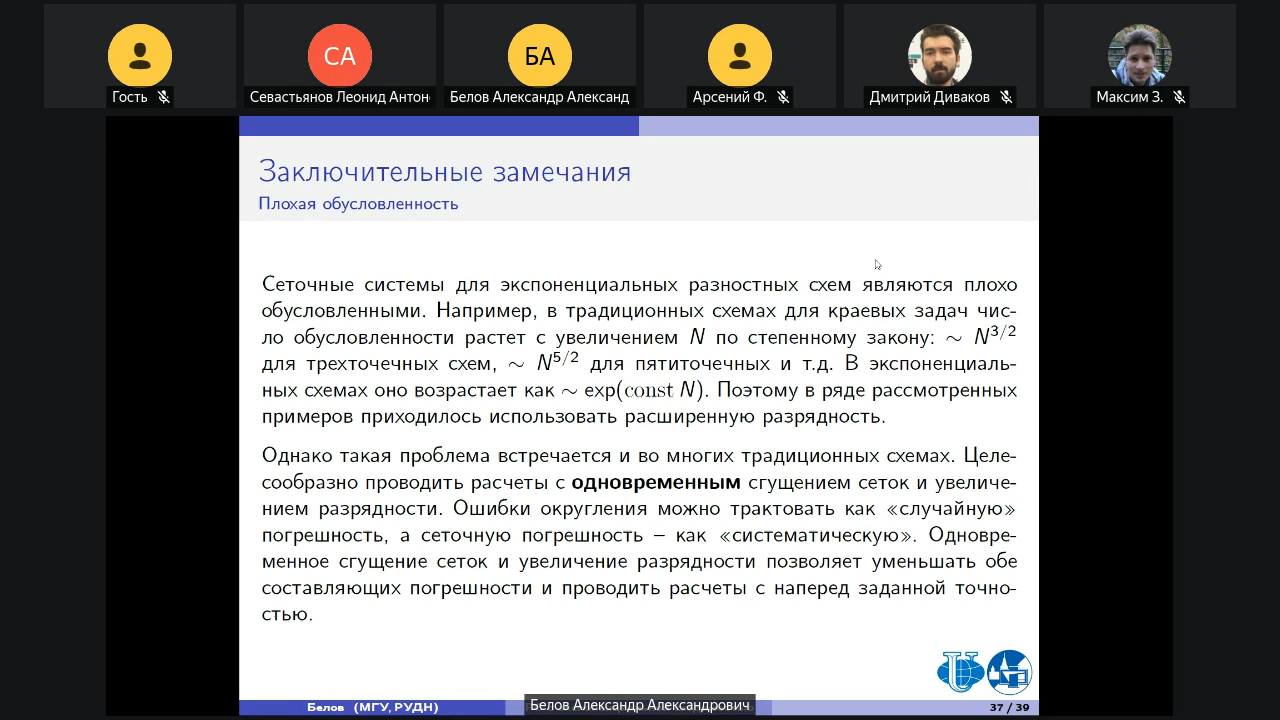 СА
БА
Гость
Севастьянов Леонид Антон
Белов Александр Александ
Арсений Ф.
Дмитрий Диваков
Максим З.
Заключительные замечания
Плохая обусловленность
Сеточные системы для экспоненциальных разностных схем являются плохо
обусловленными. Например, в традиционных схемах для краевых задач чис-
ло обусловленности растет с увеличением N по степенному закону: ∼ N^{3/2}
для трехточечных схем, ∼ N^{5/2} для пятиточечных и т.д. В экспоненциаль-
ных схемах оно возрастает как ∼ exp(const N). Поэтому в ряде рассмотренных
примеров приходилось использовать расширенную разрядность.
Однако такая проблема встречается и во многих традиционных схемах. Целе-
сообразно проводить расчеты с одновременным сгущением сеток и увеличе-
нием разрядности. Ошибки округления можно трактовать как «случайную»
погрешность, а сеточную погрешность – как «систематическую». Одновре-
менное сгущение сеток и увеличение разрядности позволяет уменьшать обе
составляющих погрешности и проводить расчеты с наперед заданной точно-
стью.
Белов (МГУ, РУДН)
Белов Александр Александрович
37 / 39